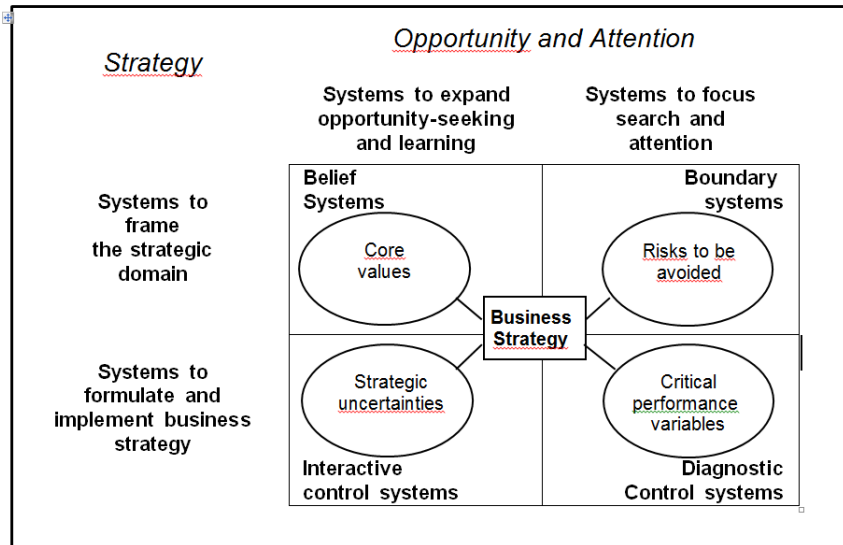 Opportunity and Attention
Strategy
Systems to expand
opportunity-seeking
and learning
Systems to focus
search and
attention
Systems to
frame
the strategic
domain
Belief
Systems
Core
values
Boundary
systems
Risks to be
avoided
Business
Strategy
Systems to
formulate and
implement business
strategy
Strategic
uncertainties
Interactive
control systems
Critical
performance
variables
Diagnostic
Control systems